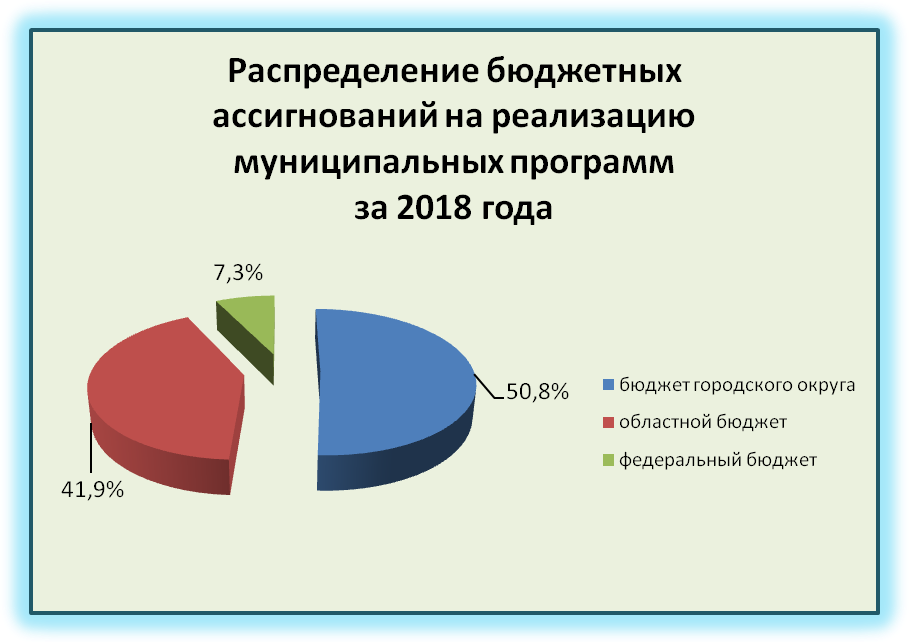 Распределение бюджетных
ассигнований на реализацию
муниципальных программ
за 2018 года
7,3%
50,8%
41,9%
бюджет городского округа
областной бюджет
федеральный бюджет